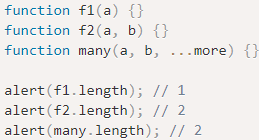 function f1(a) {}
function f2(a, b) {}
function many(a, b, ...more) {}
alert(f1.length); // 1
alert(f2.length); // 2
alert(many.length); // 2